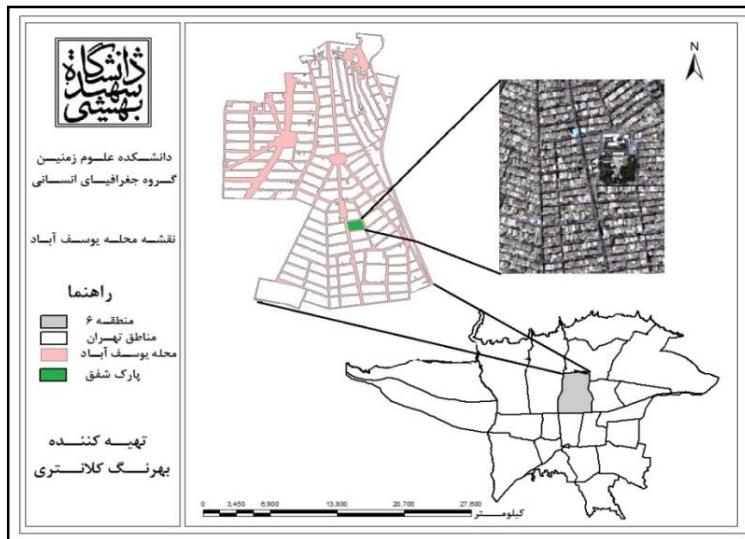 دانشگاه
شهید
بهشتی
دانشکده علوم زمنین
گروه جغرافیای انسانی
نقشه محله یوسف آباد
راهنما
منطقه ۶
مناطق تهران
محله یوسف آباد
پارک شفق
تهیه کننده
بهرنگ کلانتری
N
0 3,450 6,900 13,800 20,700 27,600
کیلومتر